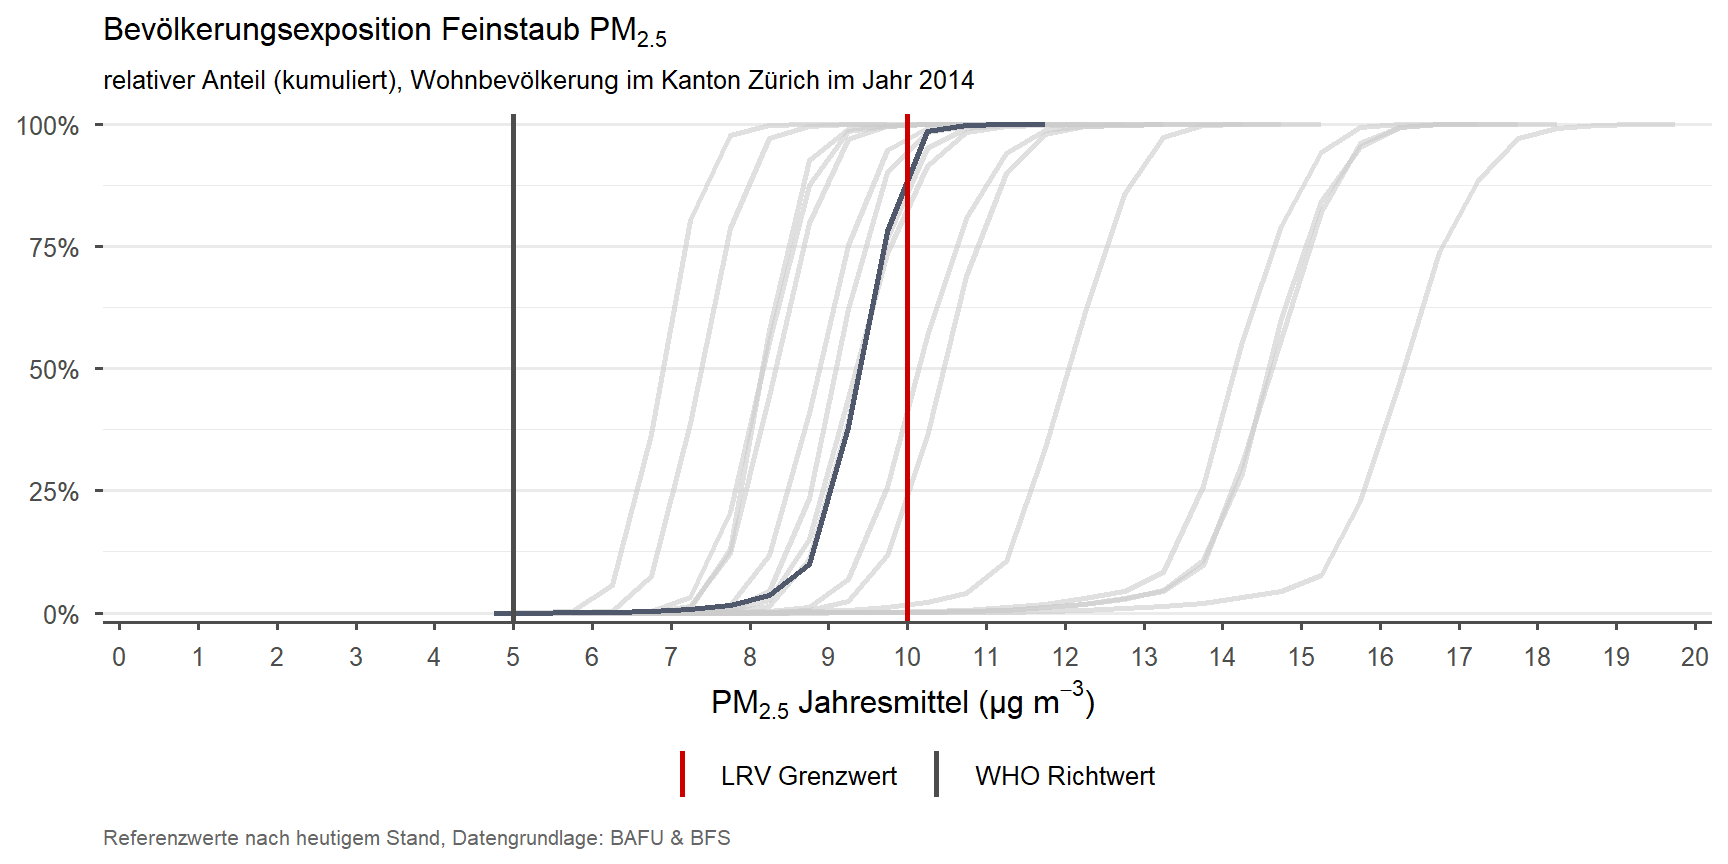 Bevölkerungsexposition Feinstaub PM2.5
relativer Anteil (kumuliert), Wohnbevölkerung im Kanton Zürich im Jahr 2014
100%
75%
50%
25%
0%
0 1 2 3 4 5 6 7 8 9 10 11 12 13 14 15 16 17 18 19 20
PM2.5 Jahresmittel (µg m−3)
LRV Grenzwert WHO Richtwert
Referenzwerte nach heutigem Stand, Datengrundlage: BAFU & BFS